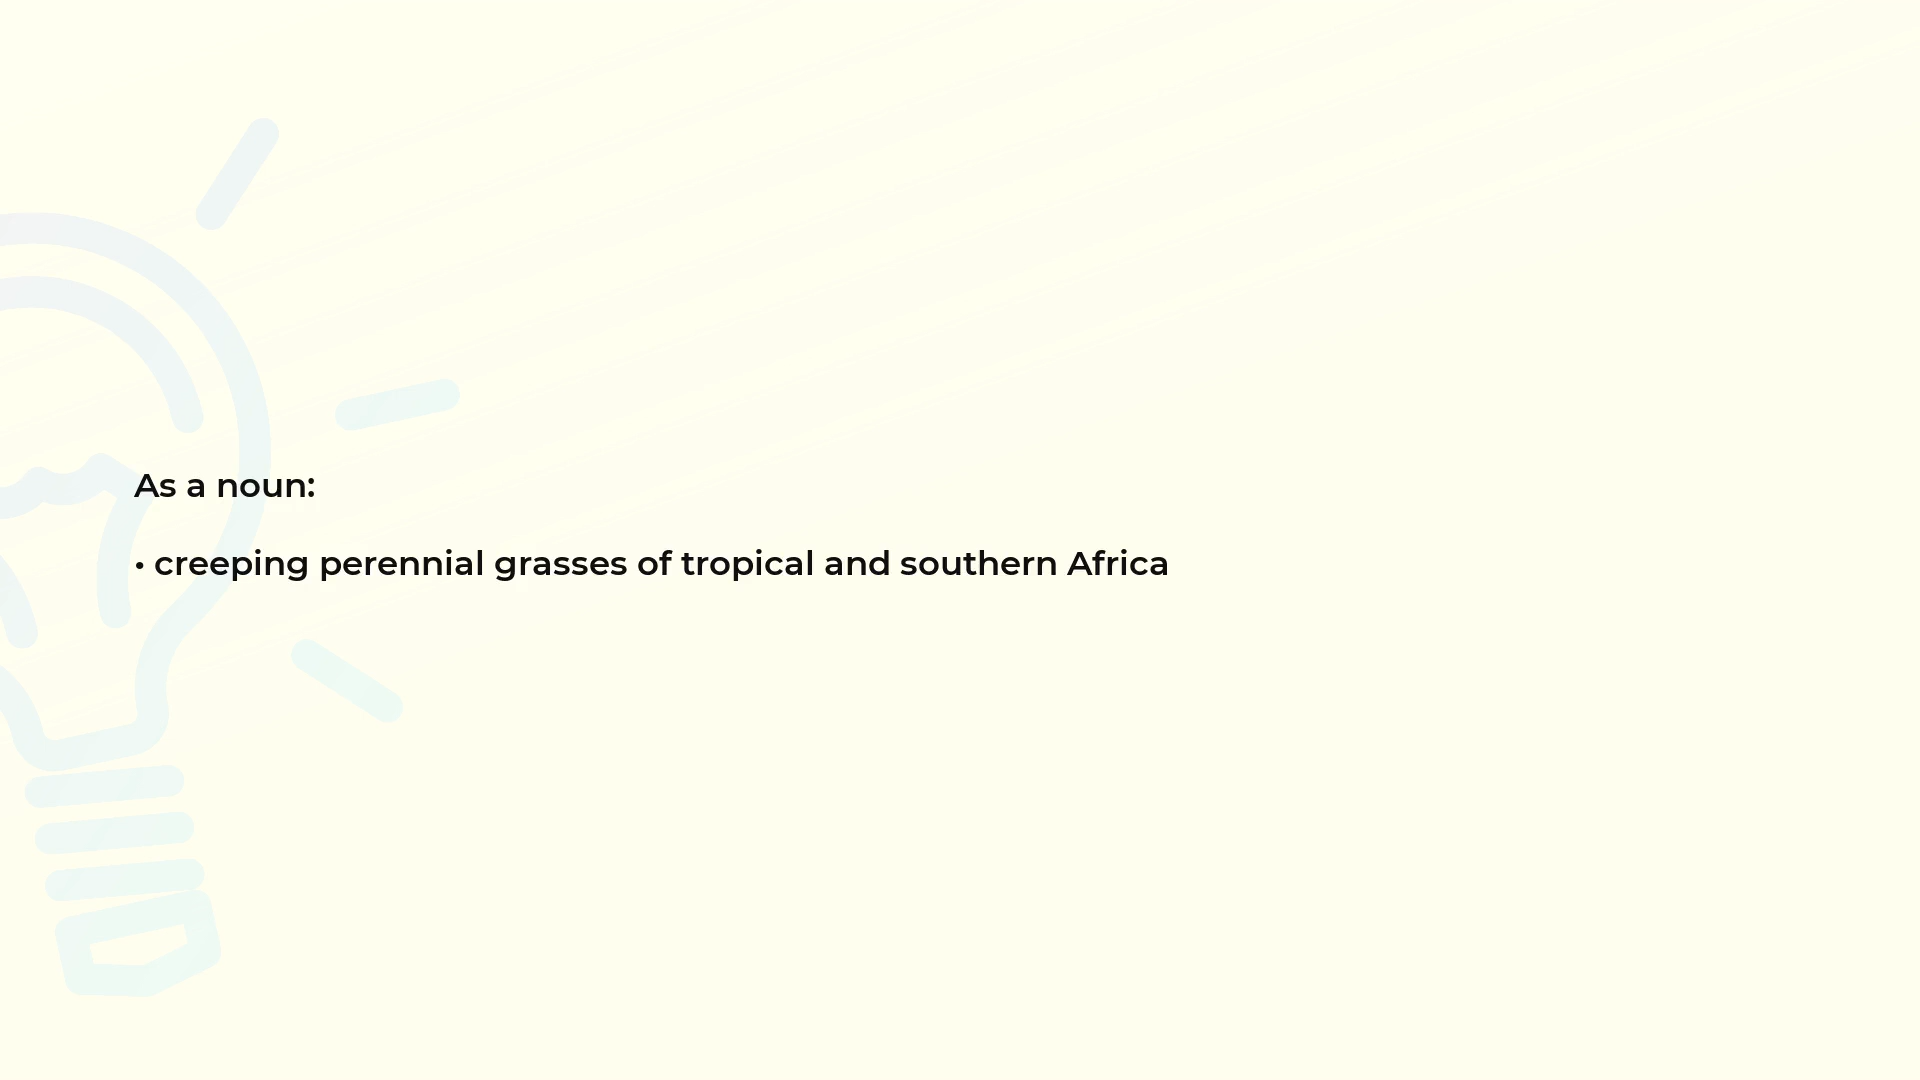 As a noun:
• creeping perennial grasses of tropical and southern Africa